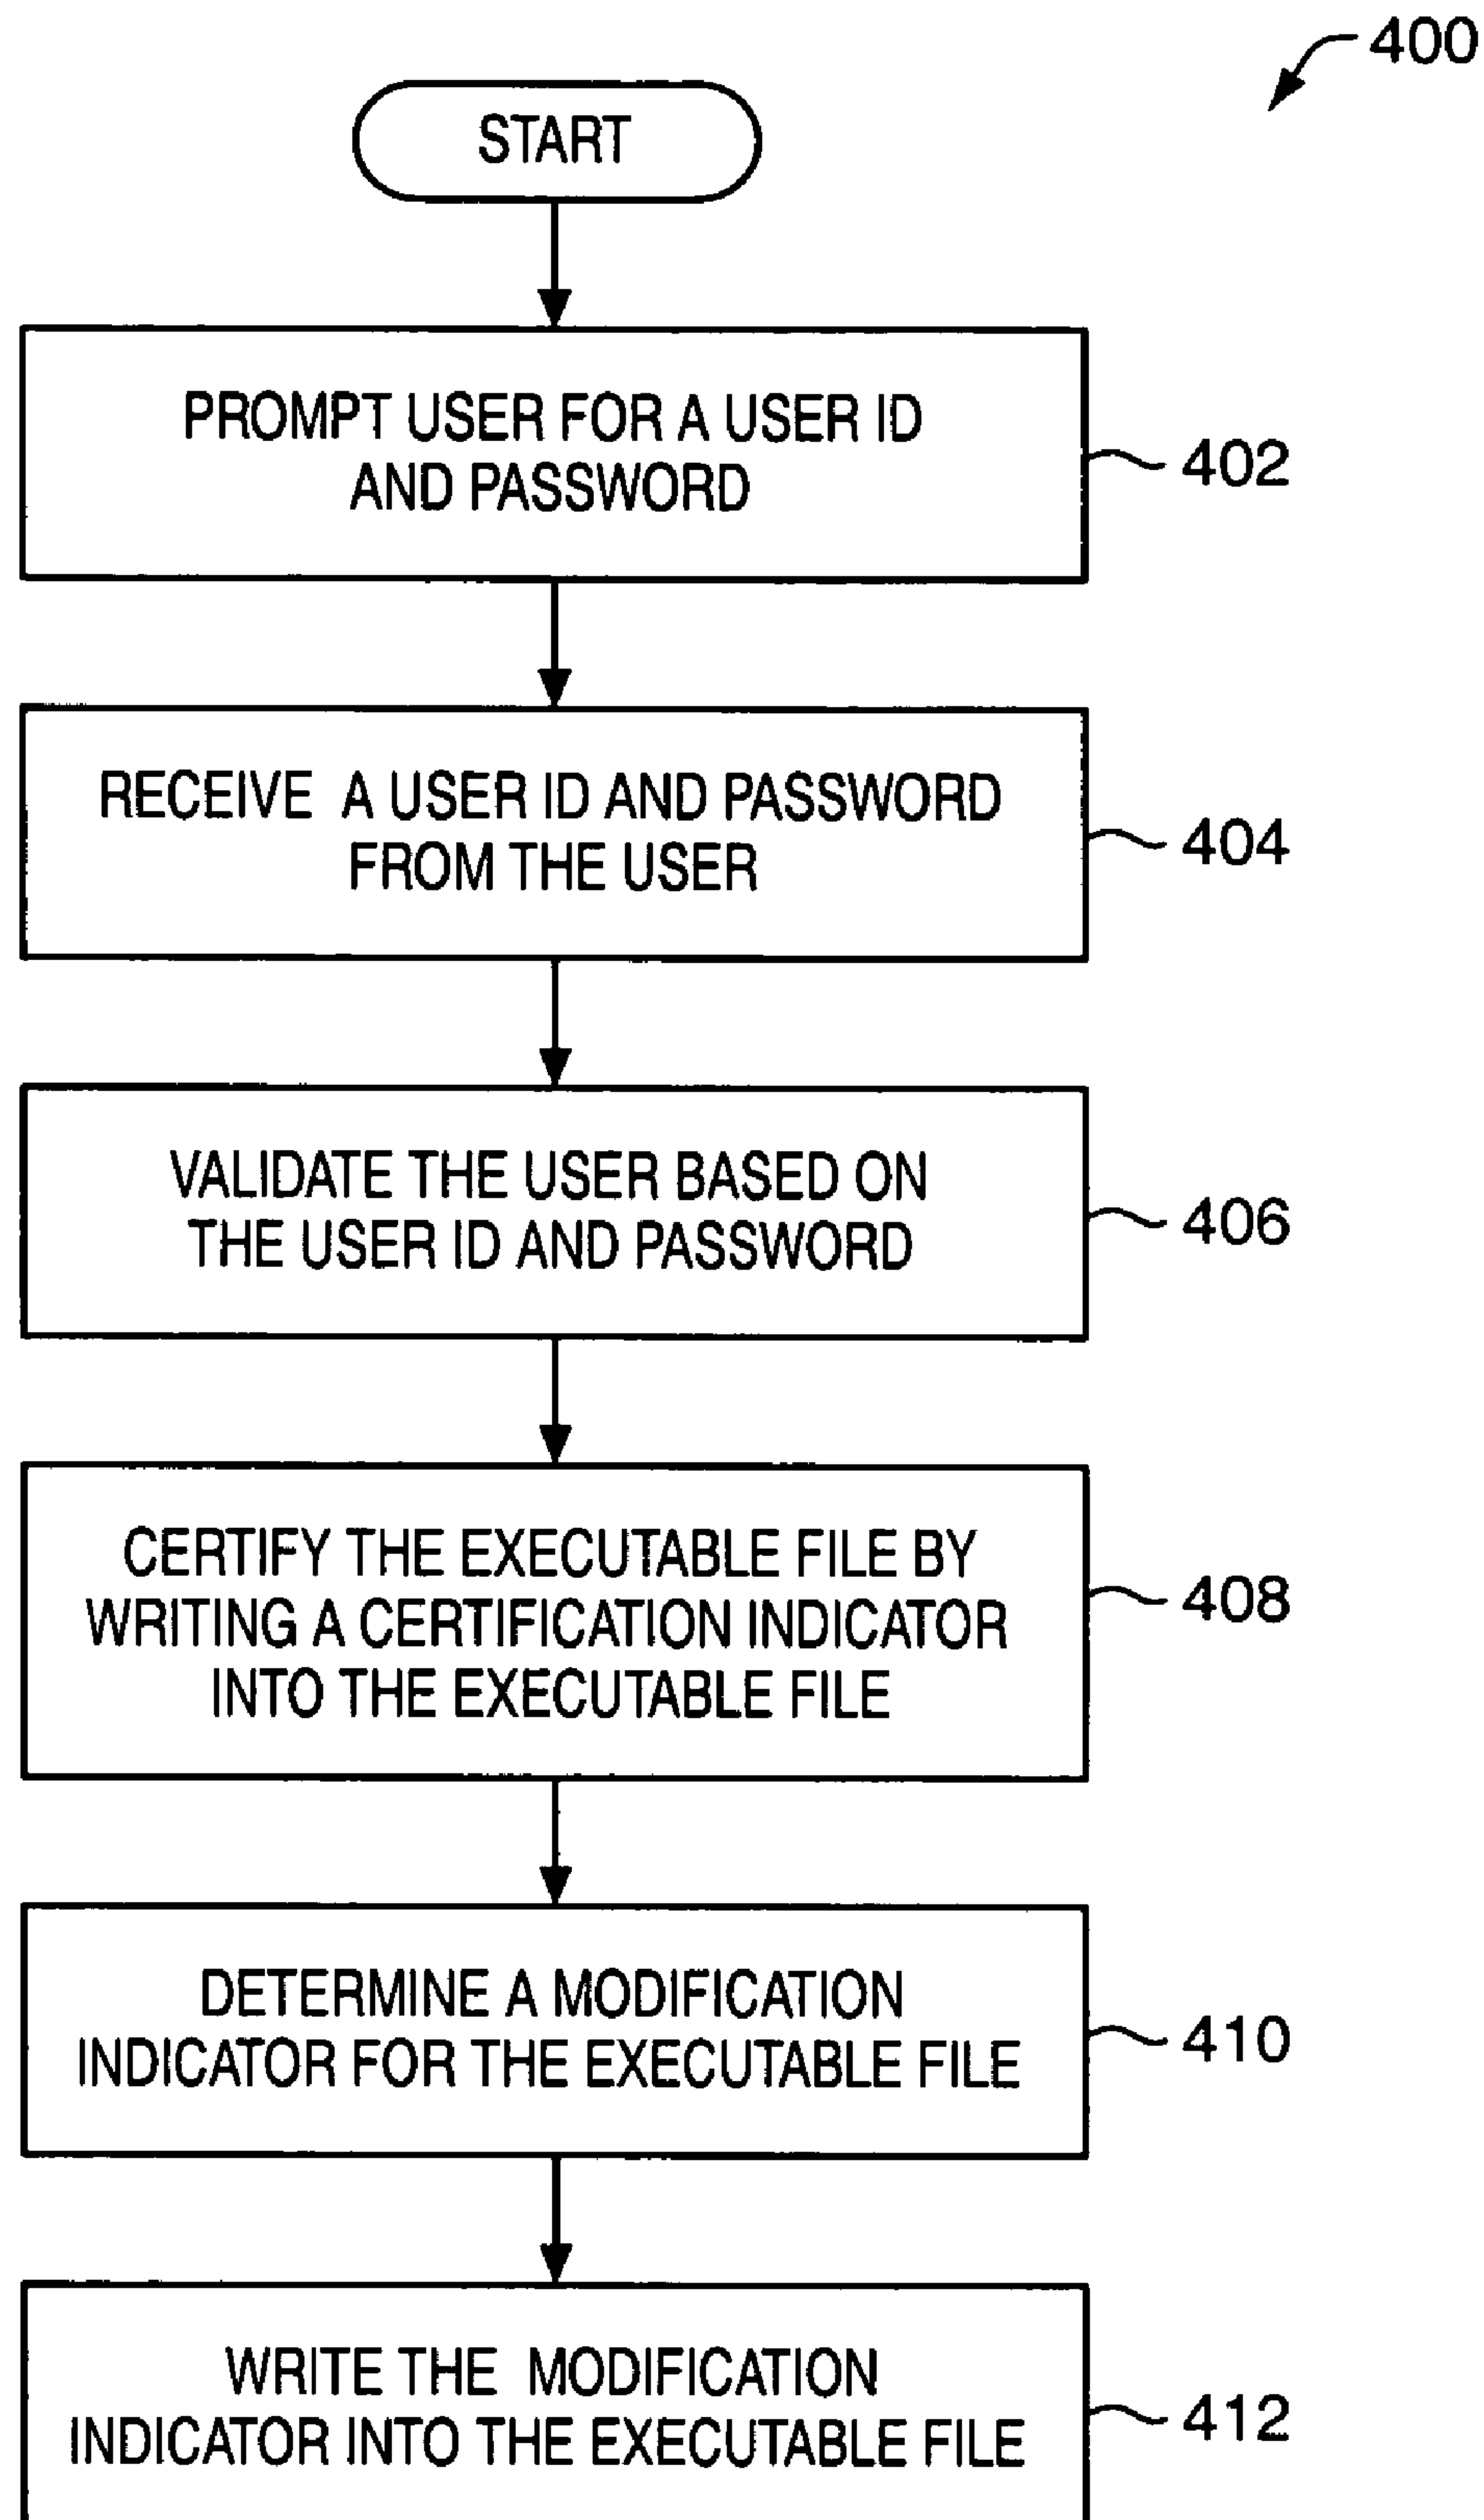 400
START
PROMPT USER FOR A USER ID
AND PASSWORD
402
RECEIVE A USER ID AND PASSWORD
FROM THE USER
404
VALIDATE THE USER BASED ON
THE USER ID AND PASSWORD
406
CERTIFY THE EXECUTABLE FILE BY
WRITING A CERTIFICATION INDICATOR
INTO THE EXECUTABLE FILE
408
DETERMINE A MODIFICATION
INDICATOR FOR THE EXECUTABLE FILE
410
WRITE THE MODIFICATION
INDICATOR INTO THE EXECUTABLE FILE
412